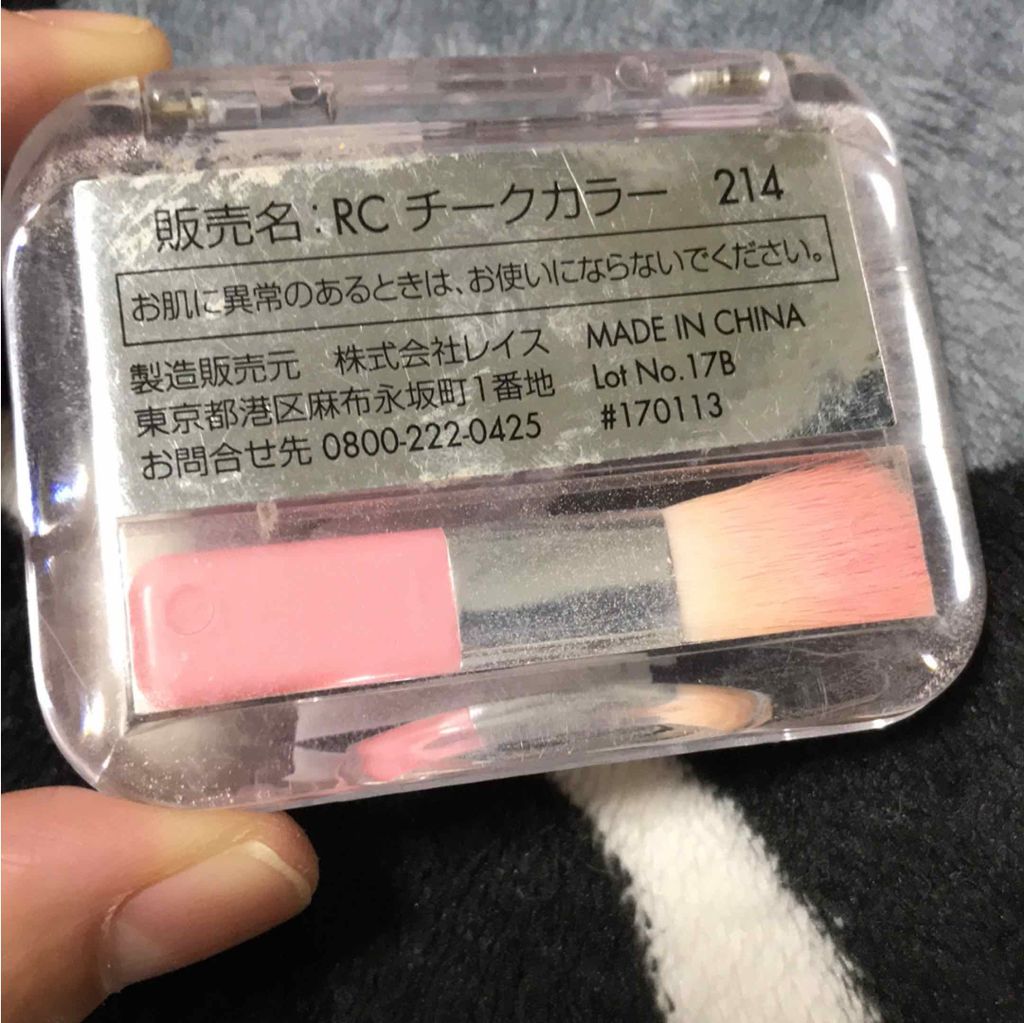 販売名:RC チークカラー 214
お肌に異常のあるときは、お使いにならないでください。
製造販売元 株式会社レイス MADE IN CHINA
東京都港区麻布永坂町1番地 Lot No.17B
お問合せ先 0800-222-0425 #170113